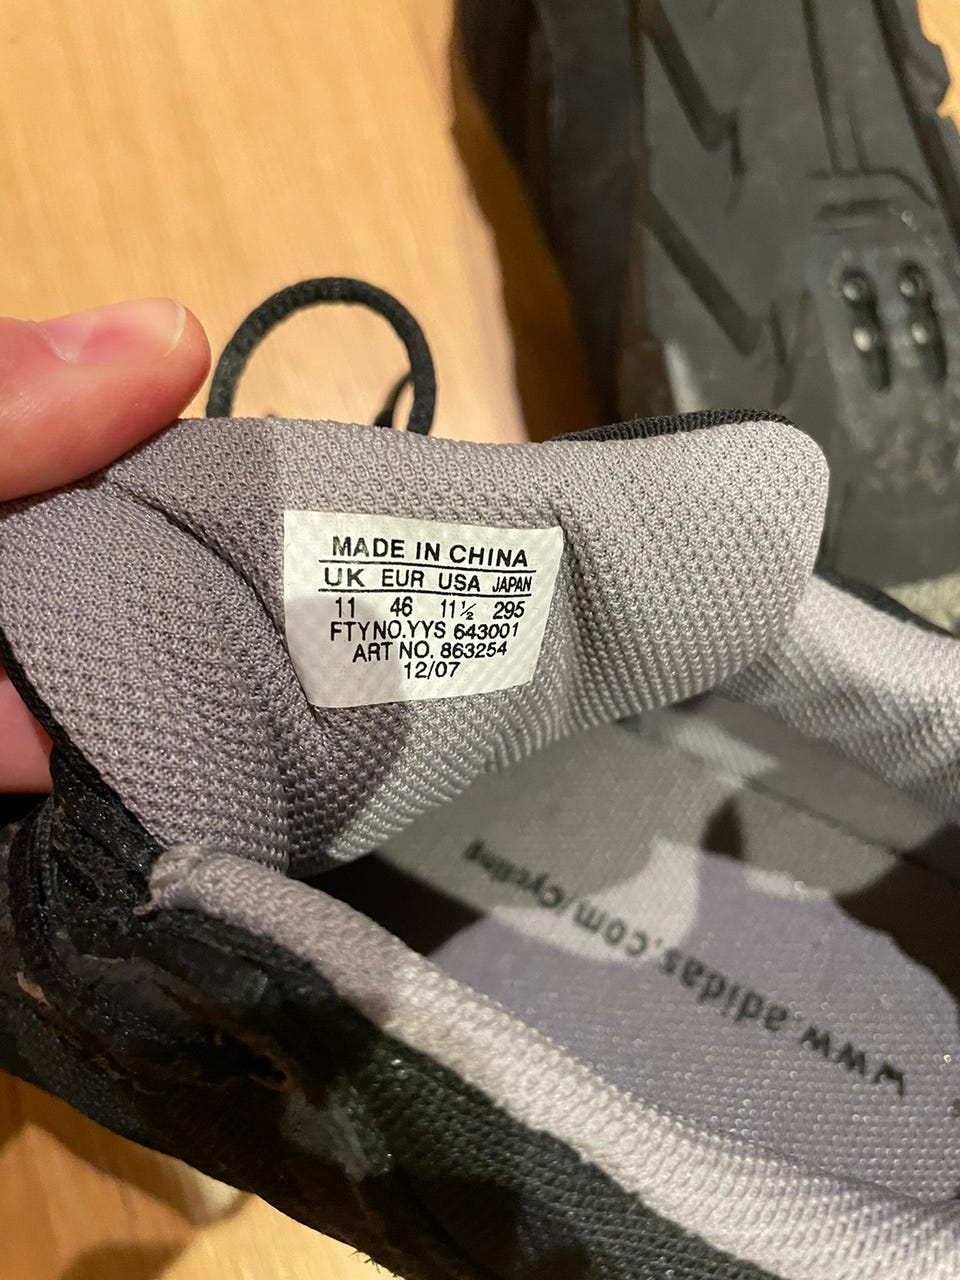 MADE IN CHINA
UK EUR USA JAPAN
11 46 11½ 295
FTYNO.YYS 643001
ART NO. 863254
12/07
www.adidas.com/Cycling